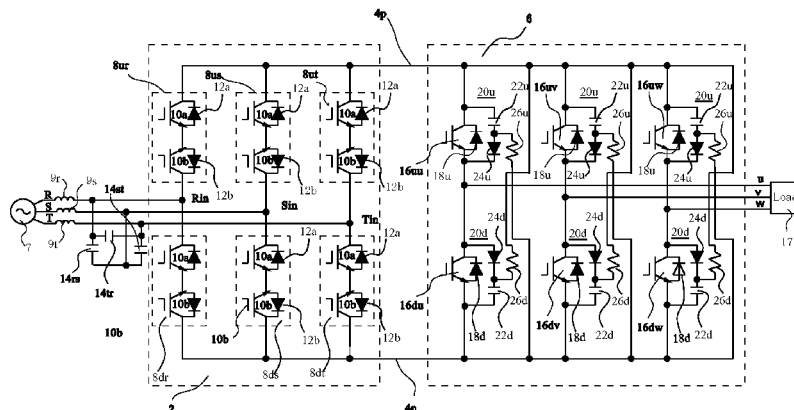 4p
6
8ur
8us
8ut
12a
12a
12a
10a
10a
10a
10b
10b
10b
12b
12b
12b
20u
22u
26u
16uv
20u
22u
26u
16uw
20u
22u
26u
16uu
18u
24u
18u
24u
18u
24u
9r
9s
14st
R
S
T
7
9t
14rs
14tr
Rin
Sin
Tin
u
v
w
Load
17
12a
12a
10a
10a
10a
10b
10b
10b
10b
10b
12b
12b
8dr
8ds
8dt
20d
24d
20d
24d
20d
24d
16du
16dv
16dw
18d
22d
26d
18d
22d
26d
18d
22d
26d
2